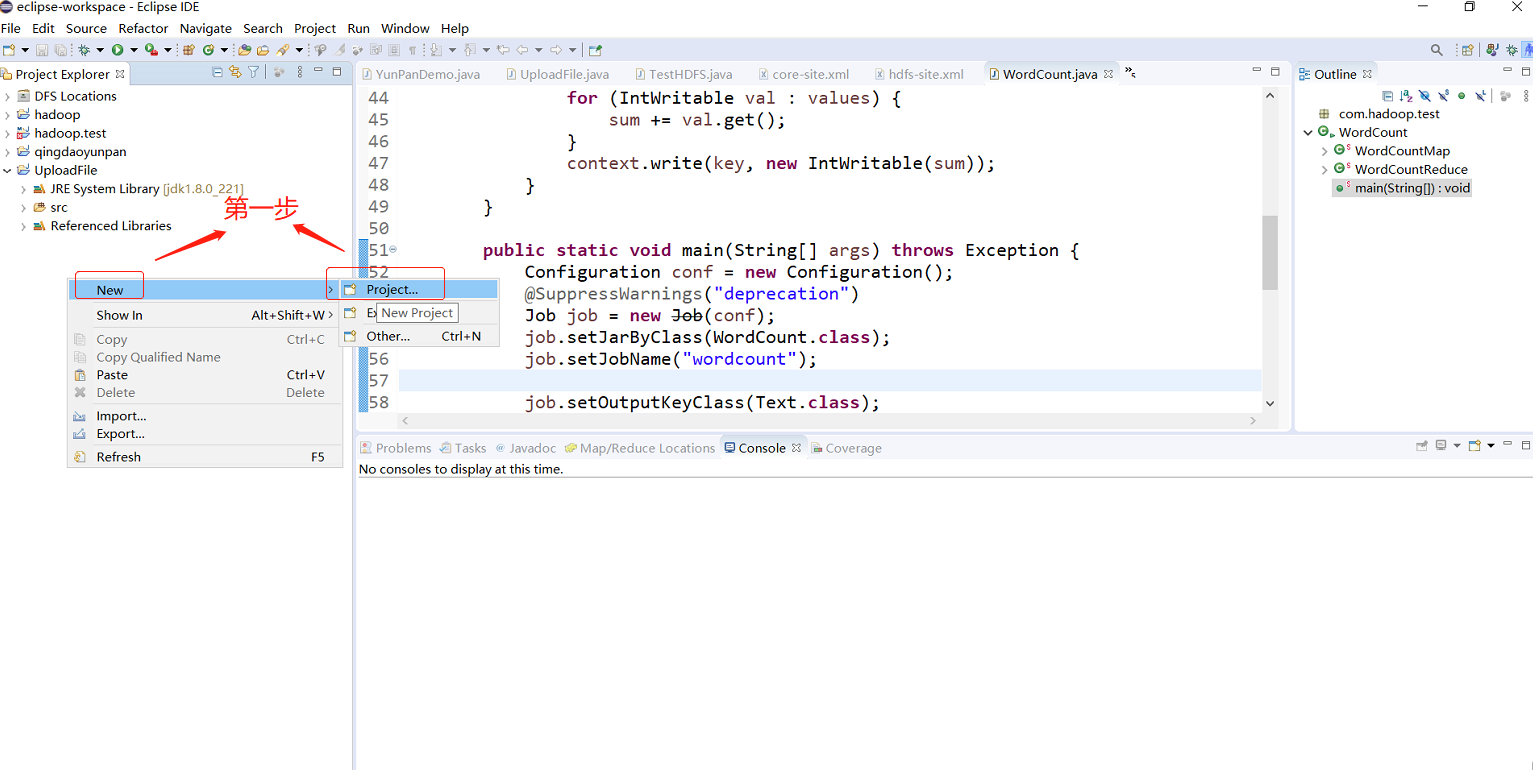 eclipse-workspace - Eclipse IDE
File Edit Source Refactor Navigate Search Project Run Window Help
Project Explorer
DFS Locations
hadoop
hadoop.test
qingdaoyunpan
UploadFile
JRE System Library [jdk1.8.0_221]
src
Referenced Libraries
第一步
New
Show In Alt+Shift+W
Copy Ctrl+C
Copy Qualified Name
Paste Ctrl+V
Delete Delete
Import...
Export...
Refresh F5
Project...
Ex
New Project
Other... Ctrl+N
YunPanDemo.java UploadFile.java TestHDFS.java core-site.xml hdfs-site.xml WordCount.java »5
44 for (IntWritable val : values) {
45 sum += val.get();
46 }
47 context.write(key, new IntWritable(sum));
48 }
49 }
50
51 public static void main(String[] args) throws Exception {
52 Configuration conf = new Configuration();
@SuppressWarnings("deprecation")
Job job = new Job(conf);
job.setJarByClass(WordCount.class);
56 job.setJobName("wordcount");
57
58 job.setOutputKeyClass(Text.class);
Outline
com.hadoop.test
WordCount
WordCountMap
WordCountReduce
main(String[]) : void
Problems Tasks Javadoc Map/Reduce Locations Console Coverage
No consoles to display at this time.